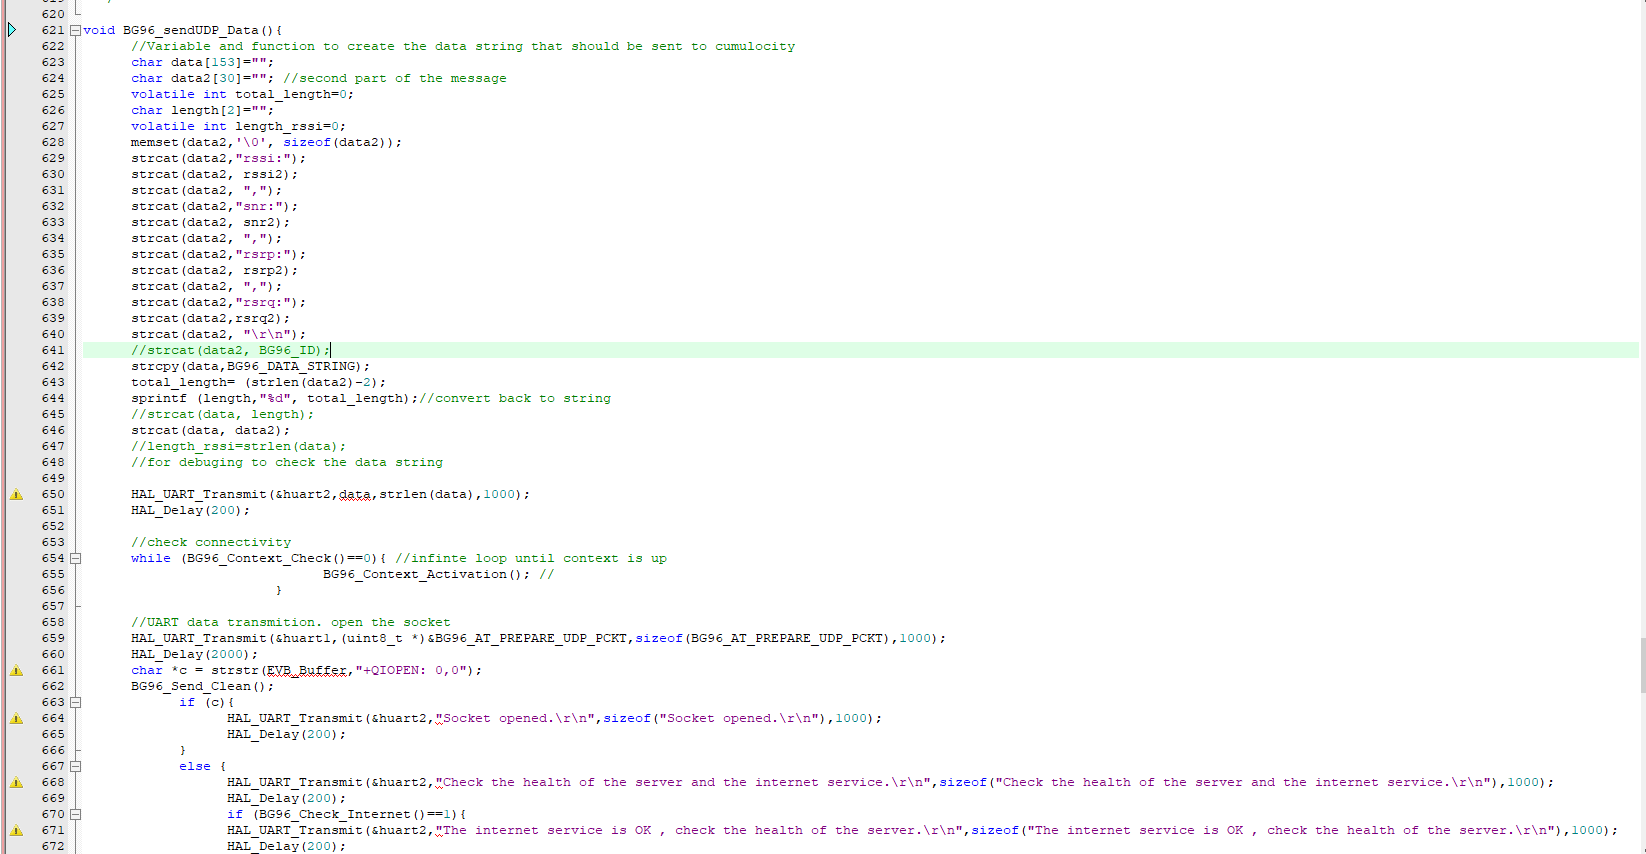 620
621 void BG96_sendUDP_Data(){
622 //Variable and function to create the data string that should be sent to cumulocity
623 char data[153]="";
624 char data2[30]=""; //second part of the message
625 volatile int total_length=0;
626 char length[2]="";
627 volatile int length_rssi=0;
628 memset(data2,'\0', sizeof(data2));
629 strcat(data2,"rssi:");
630 strcat(data2, rssi2);
631 strcat(data2, ",");
632 strcat(data2,"snr:");
633 strcat(data2, snr2);
634 strcat(data2, ",");
635 strcat(data2,"rsrp:");
636 strcat(data2, rsrp2);
637 strcat(data2, ",");
638 strcat(data2,"rsrq:");
639 strcat(data2,rsrq2);
640 strcat(data2, "\r\n");
641 //strcat(data2, BG96_ID);
642 strcpy(data,BG96_DATA_STRING);
643 total_length= (strlen(data2)-2);
644 sprintf (length,"%d", total_length);//convert back to string
645 //strcat(data, length);
646 strcat(data, data2);
647 //length_rssi=strlen(data);
648 //for debuging to check the data string
649
650 HAL_UART_Transmit(&huart2,data,strlen(data),1000);
651 HAL_Delay(200);
652
653 //check connectivity
654 while (BG96_Context_Check()==0){ //infinte loop until context is up
655 BG96_Context_Activation(); //
656 }
657
658 //UART data transmition. open the socket
659 HAL_UART_Transmit(&huart1,(uint8_t *)&BG96_AT_PREPARE_UDP_PCKT,sizeof(BG96_AT_PREPARE_UDP_PCKT),1000);
660 HAL_Delay(2000);
661 char *c = strstr(EVB_Buffer,"+QIOPEN: 0,0");
662 BG96_Send_Clean();
663 if (c){
664 HAL_UART_Transmit(&huart2,"Socket opened.\r\n",sizeof("Socket opened.\r\n"),1000);
665 HAL_Delay(200);
666 }
667 else {
668 HAL_UART_Transmit(&huart2,"Check the health of the server and the internet service.\r\n",sizeof("Check the health of the server and the internet service.\r\n"),1000);
669 HAL_Delay(200);
670 if (BG96_Check_Internet()==1){
671 HAL_UART_Transmit(&huart2,"The internet service is OK , check the health of the server.\r\n",sizeof("The internet service is OK , check the health of the server.\r\n"),1000);
672 HAL_Delay(200);